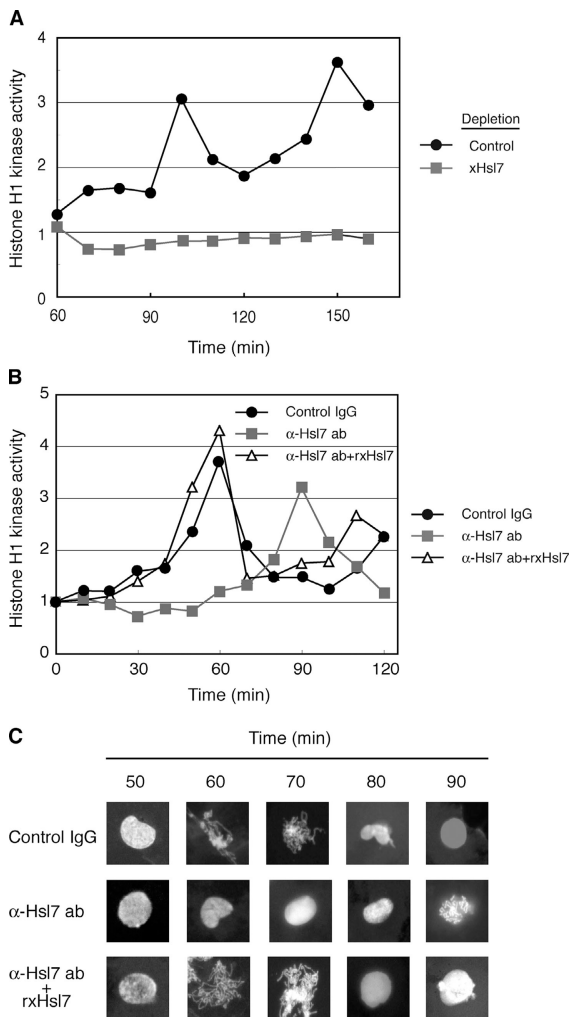 A
Histone H1 kinase activity
4
3
2
1
0
60
90
120
150
Time (min)
Depletion
Control
xHsl7
B
Histone H1 kinase activity
5
4
3
2
1
0
0
30
60
90
120
Time (min)
Control IgG
α-Hsl7 ab
α-Hsl7 ab+rxHsl7
Control IgG
α-Hsl7 ab
α-Hsl7 ab+rxHsl7
C
Time (min)
50 60 70 80 90
Control IgG
α-Hsl7 ab
α-Hsl7 ab
+
rxHsl7